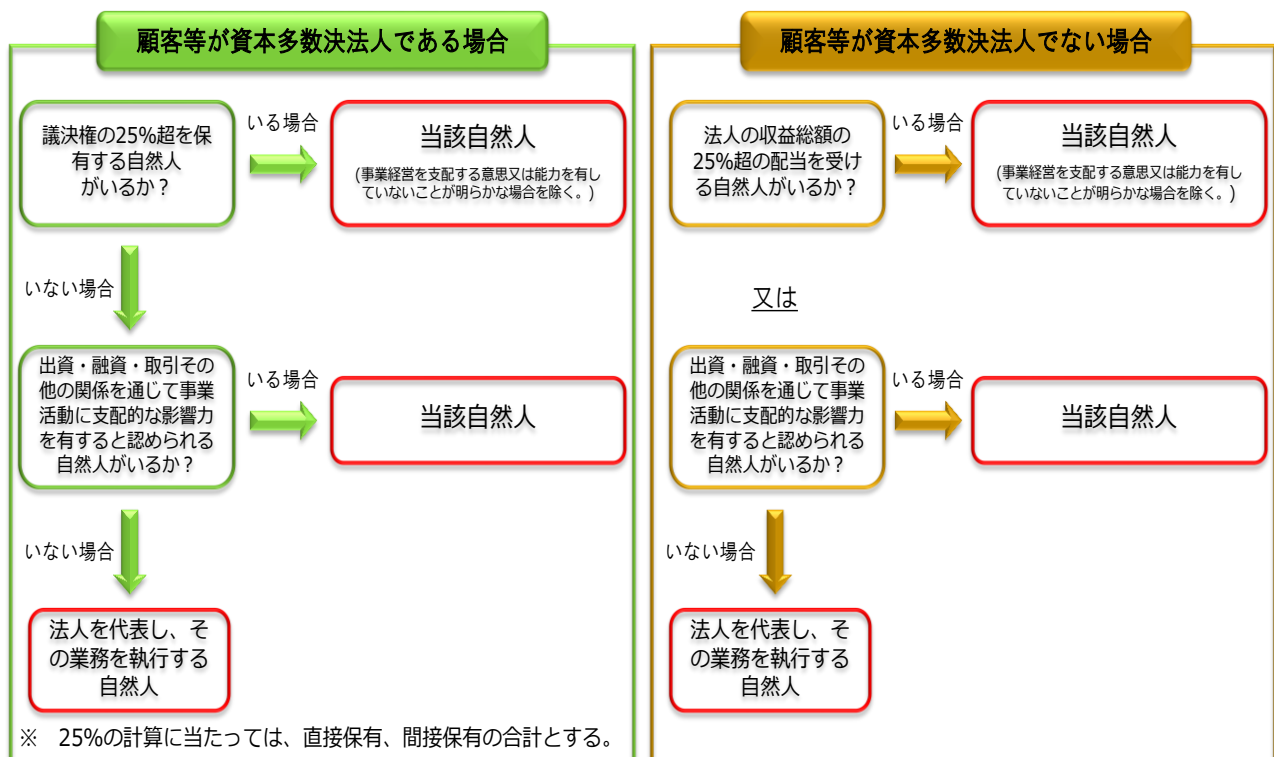 顧客等が資本多数決法人である場合
議決権の25%超を保
有する自然人
がいるか？
いる場合
当該自然人
(事業経営を支配する意思又は能力を有し
ていないことが明らかな場合を除く。)
いない場合
出資・融資・取引その
他の関係を通じて事業
活動に支配的な影響力
を有すると認められる
自然人がいるか？
いる場合
当該自然人
いない場合
法人を代表し、そ
の業務を執行する
自然人
※　25%の計算に当たっては、直接保有、間接保有の合計とする。
顧客等が資本多数決法人でない場合
法人の収益総額の
25%超の配当を受け
る自然人がいるか？
いる場合
当該自然人
(事業経営を支配する意思又は能力を有し
ていないことが明らかな場合を除く。)
又は
出資・融資・取引その
他の関係を通じて事業
活動に支配的な影響力
を有すると認められる
自然人がいるか？
いる場合
当該自然人
いない場合
法人を代表し、そ
の業務を執行する
自然人